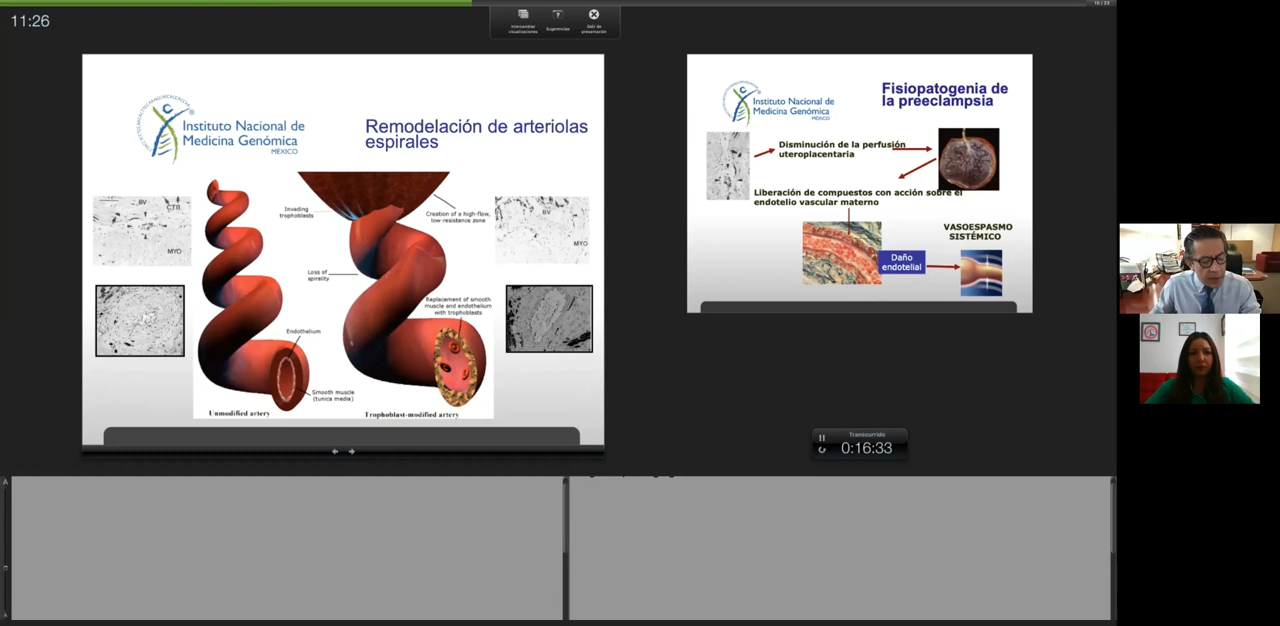 11:26
10 / 23
Intercambiar
visualizaciones
Sugerencias
Salir de
presentación
Instituto Nacional de
Medicina Genómica
MÉXICO
Remodelación de arteriolas
espirales
BV
CTB
MYO
Invading
trophoblasts
Creation of a high-flow,
low-resistance zone
BV
MYO
Loss of
spirality
Replacement of smooth
muscle and endothelium
with trophoblasts
Endothelium
Smooth muscle
(tunica media)
Unmodified artery
Trophoblast-modified artery
Instituto Nacional de
Medicina Genómica
MÉXICO
Fisiopatogenia de
la preeclampsia
Disminución de la perfusión
uteroplacentaria
Liberación de compuestos con acción sobre el
endotelio vascular materno
VASOESPASMO
SISTÉMICO
Daño
endotelial
Transcurrido
0:16:33
A